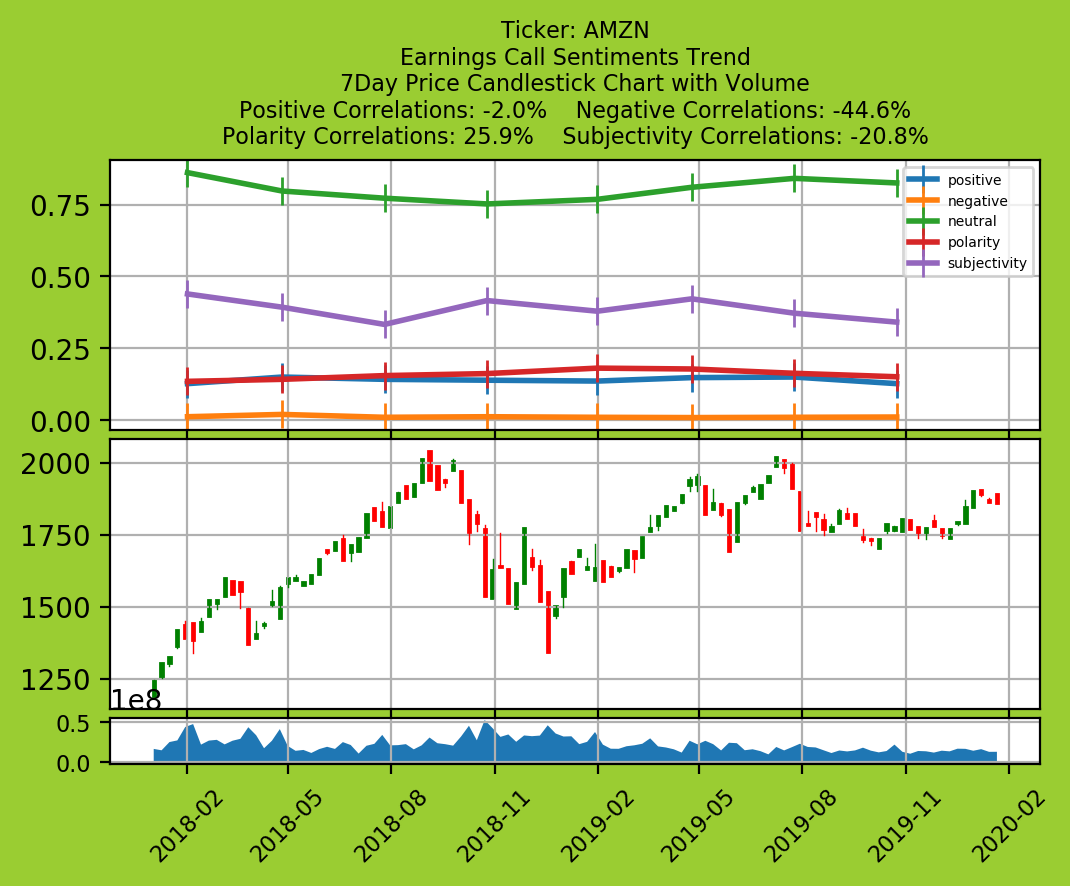 Ticker: AMZN
Earnings Call Sentiments Trend
7Day Price Candlestick Chart with Volume
Positive Correlations: -2.0%    Negative Correlations: -44.6%
Polarity Correlations: 25.9%    Subjectivity Correlations: -20.8%
0.75
0.50
0.25
0.00
positive
negative
neutral
polarity
subjectivity
2000
1750
1500
1250
1e8
0.5
0.0
2018-02
2018-05
2018-08
2018-11
2019-02
2019-05
2019-08
2019-11
2020-02